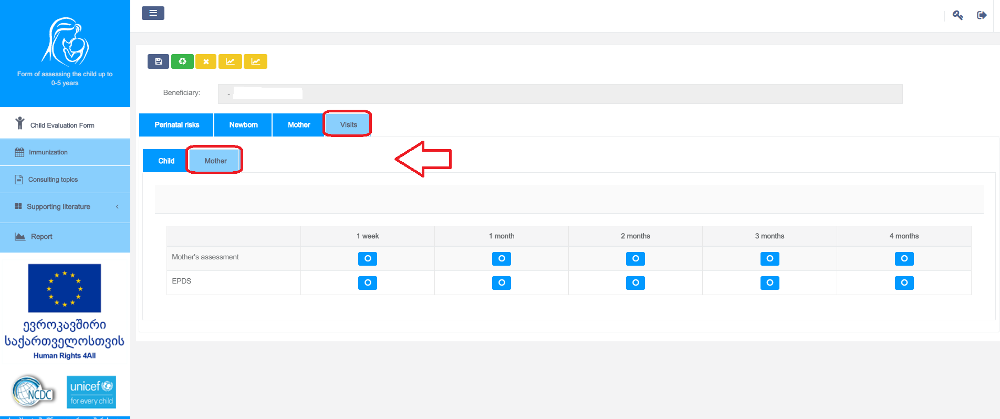 Form of assessing the child up to
0-5 years
Child Evaluation Form
Immunization
Consulting topics
Supporting literature
Report
ევროკავშირი
საქართველოსთვის
Human Rights 4All
NCDC
unicef
for every child
Beneficiary: -
Perinatal risks Newborn Mother Visits
Child Mother
1 week 1 month 2 months 3 months 4 months
Mother's assessment
EPDS